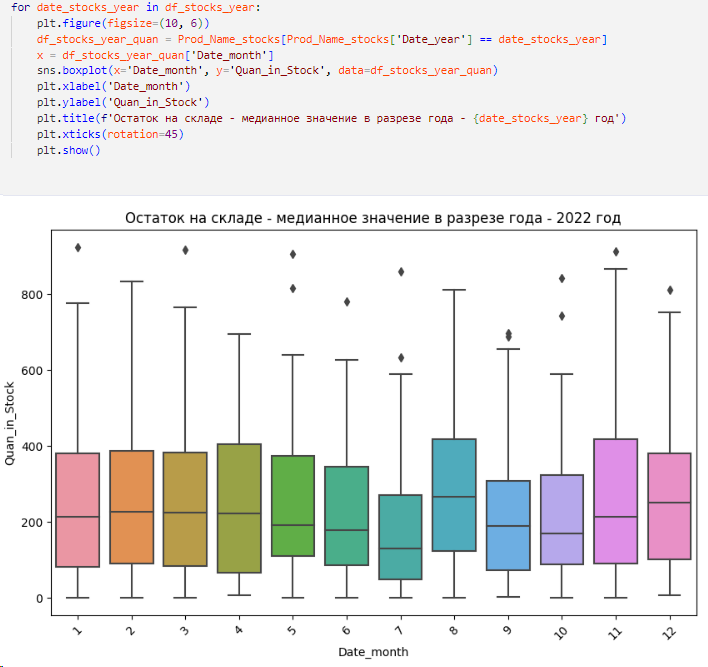 for date_stocks_year in df_stocks_year:
    plt.figure(figsize=(10, 6))
    df_stocks_year_quan = Prod_Name_stocks[Prod_Name_stocks['Date_year'] == date_stocks_year]
    x = df_stocks_year_quan['Date_month']
    sns.boxplot(x='Date_month', y='Quan_in_Stock', data=df_stocks_year_quan)
    plt.xlabel('Date_month')
    plt.ylabel('Quan_in_Stock')
    plt.title(f'Остаток на складе - медианное значение в разрезе года - {date_stocks_year} год')
    plt.xticks(rotation=45)
    plt.show()
Остаток на складе - медианное значение в разрезе года - 2022 год
800
600
400
200
0
Quan_in_Stock
1 2 3 4 5 6 7 8 9 10 11 12
Date_month